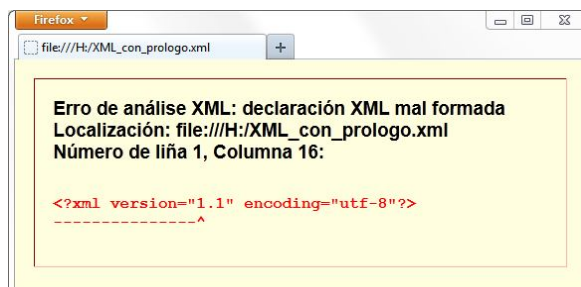 Firefox
file:///H:/XML_con_prologo.xml
Erro de análise XML: declaración XML mal formada
Localización: file:///H:/XML_con_prologo.xml
Número de liña 1, Columna 16:
<?xml version="1.1" encoding="utf-8"?>
---------------^